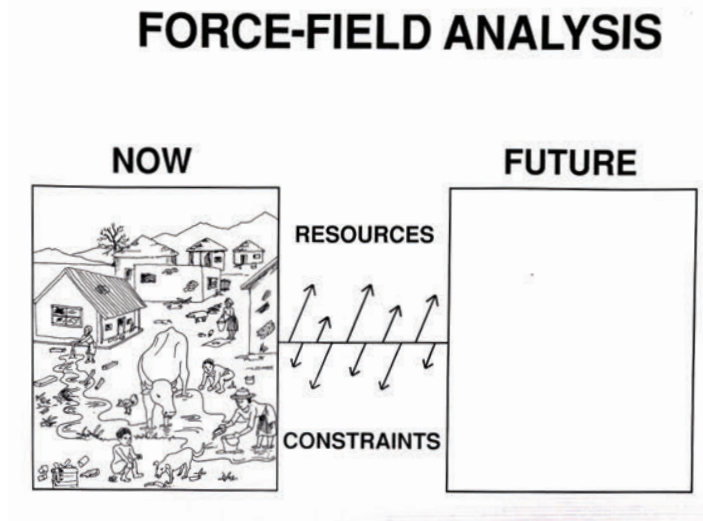 FORCE-FIELD ANALYSIS
NOW
FUTURE
RESOURCES
CONSTRAINTS